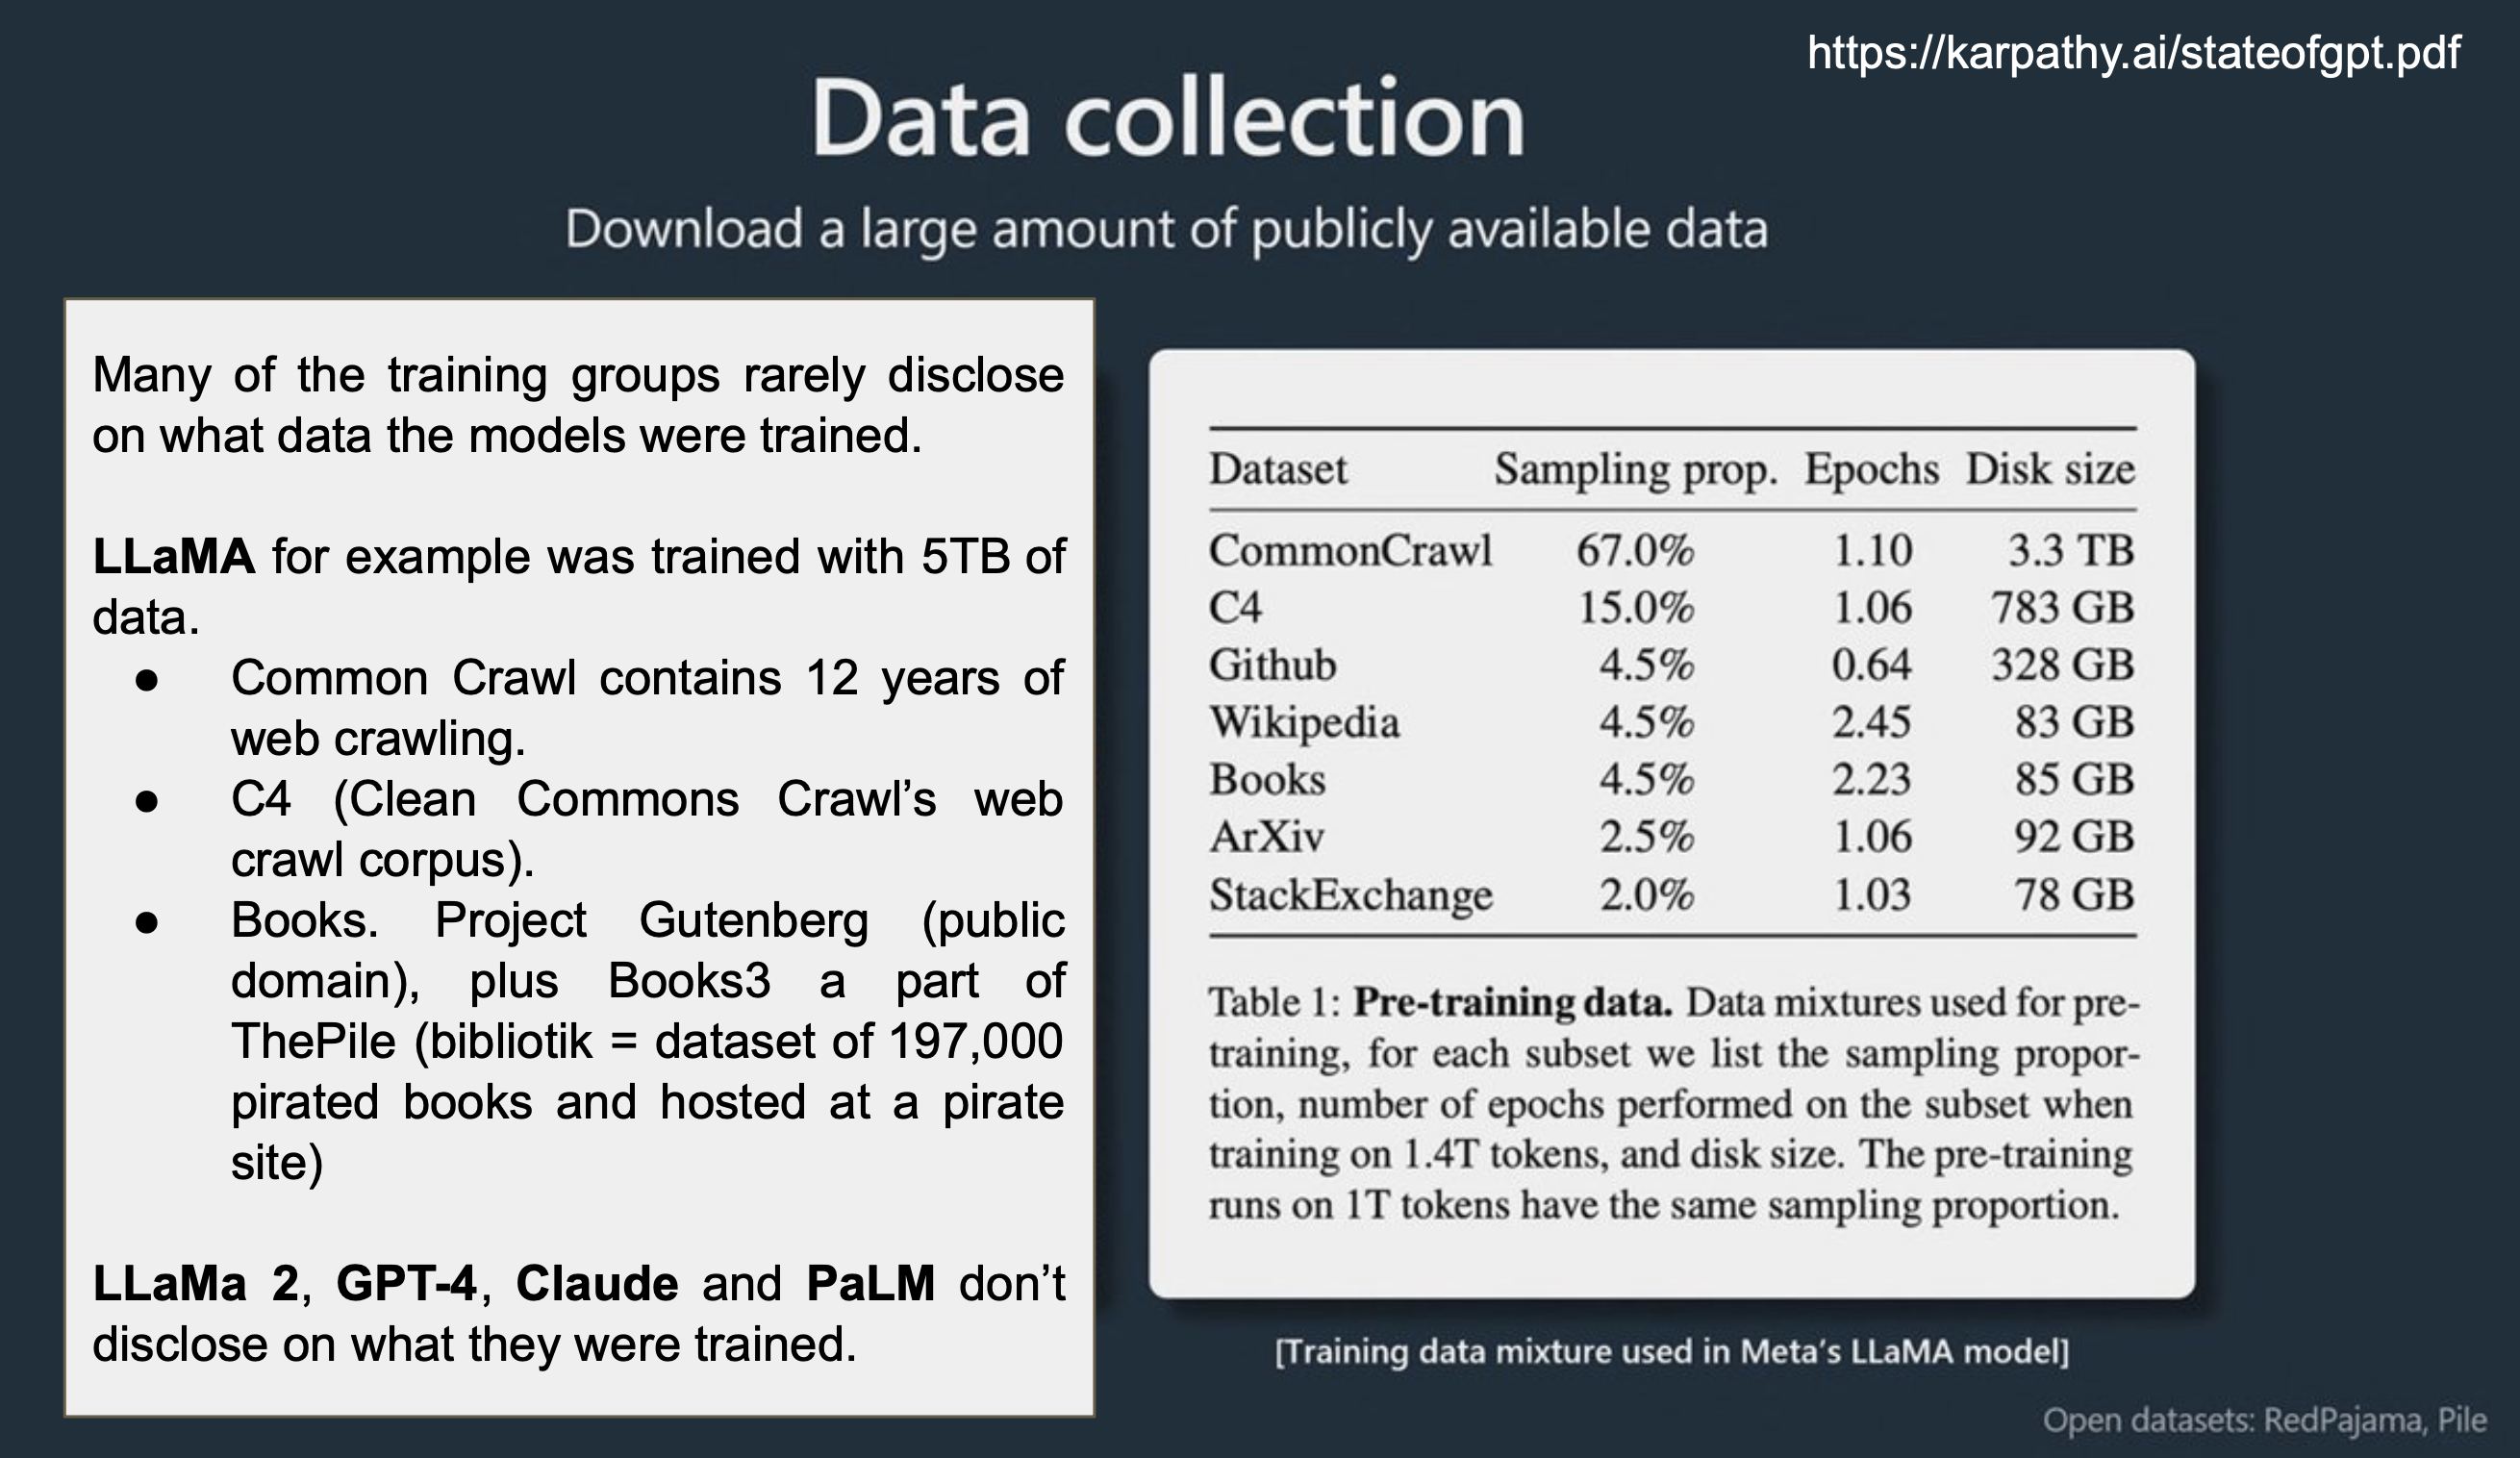 https://karpathy.ai/stateofgpt.pdf
Data collection
Download a large amount of publicly available data
Many of the training groups rarely disclose
on what data the models were trained.
LLaMA for example was trained with 5TB of
data.
● Common Crawl contains 12 years of
web crawling.
● C4 (Clean Commons Crawl’s web
crawl corpus).
● Books. Project Gutenberg (public
domain), plus Books3 a part of
ThePile (bibliotik = dataset of 197,000
pirated books and hosted at a pirate
site)
LLaMa 2, GPT-4, Claude and PaLM don’t
disclose on what they were trained.
Dataset Sampling prop. Epochs Disk size
CommonCrawl 67.0% 1.10 3.3 TB
C4 15.0% 1.06 783 GB
Github 4.5% 0.64 328 GB
Wikipedia 4.5% 2.45 83 GB
Books 4.5% 2.23 85 GB
ArXiv 2.5% 1.06 92 GB
StackExchange 2.0% 1.03 78 GB
Table 1: Pre-training data. Data mixtures used for pre-
training, for each subset we list the sampling propor-
tion, number of epochs performed on the subset when
training on 1.4T tokens, and disk size. The pre-training
runs on 1T tokens have the same sampling proportion.
[Training data mixture used in Meta’s LLaMA model]
Open datasets: RedPajama, Pile